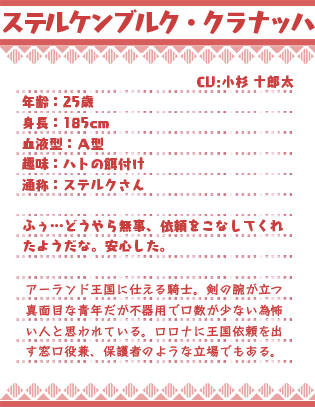 ステルケンブルク・クラナッハ
CV:小杉 十郎太
年齢：25歳
身長：185cm
血液型：A型
趣味：ハトの餌付け
通称：ステルケさん
ふぅ…どうやら無事、依頼をこなしてくれ
たようだな。安心した。
アーランド王国に仕える騎士。剣の腕が立つ
真面目な青年だが不器用で口数が少ない為怖
い人と思われている。ロロナに王国依頼を出
す窓口役兼、保護者のような立場でもある。